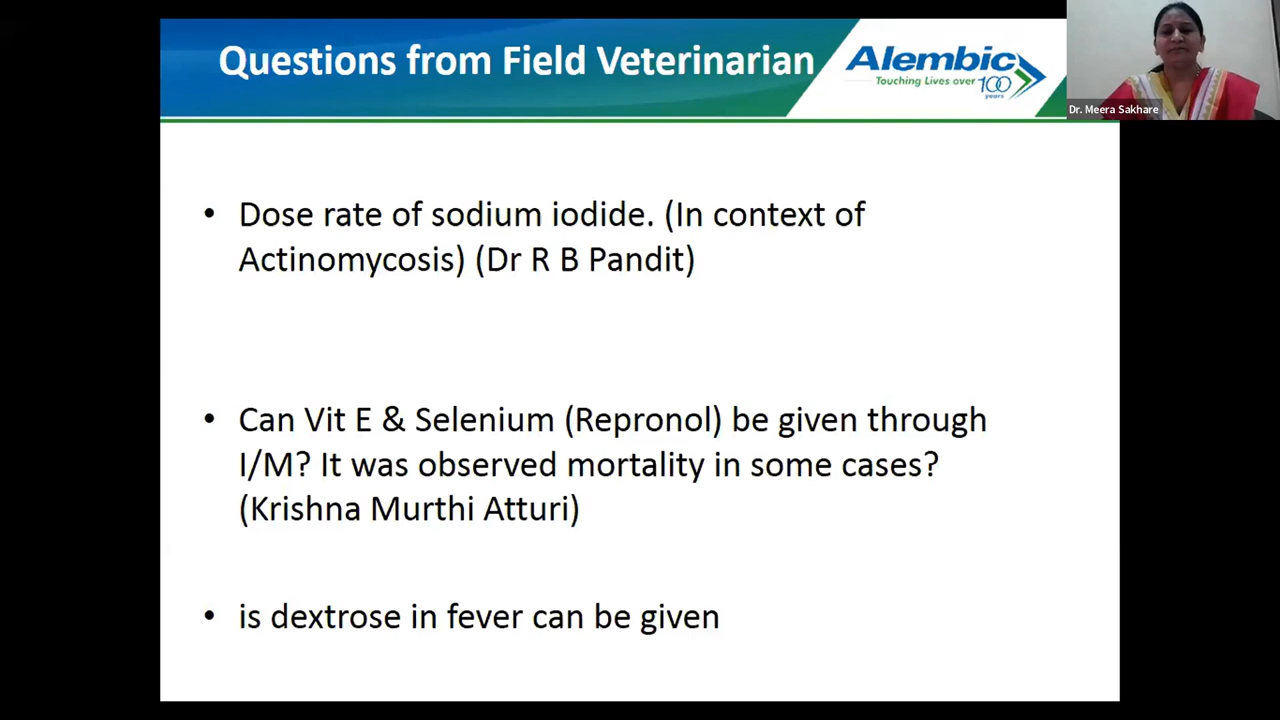 Questions from Field Veterinarian
Alembic
Touching Lives over 100 years
Dr. Meera Sakhare
• Dose rate of sodium iodide. (In context of
Actinomycosis) (Dr R B Pandit)
• Can Vit E & Selenium (Repronol) be given through
I/M? It was observed mortality in some cases?
(Krishna Murthi Atturi)
• is dextrose in fever can be given